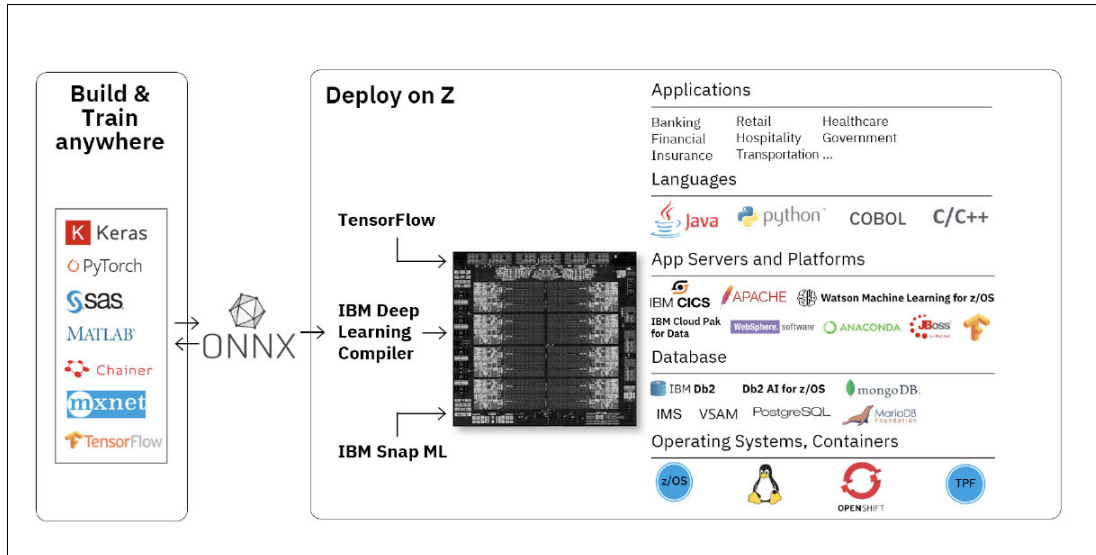 Build &
Train
anywhere
K Keras
PyTorch
sas
MATLAB
Chainer
mxnet
TensorFlow
ONNX
Deploy on Z
TensorFlow
IBM Deep
Learning
Compiler
IBM Snap ML
Applications
Banking Retail Healthcare
Financial Hospitality Government
Insurance Transportation ...
Languages
Java python™ COBOL C/C++
App Servers and Platforms
IBM CICS APACHE Watson Machine Learning for z/OS
IBM Cloud Pak
for Data
WebSphere. software ANACONDA. JBoss
Database
IBM Db2 Db2 AI for z/OS mongoDB.
IMS VSAM PostgreSQL MariaDB
Foundation
Operating Systems, Containers
z/OS OPENSHIFT TPF